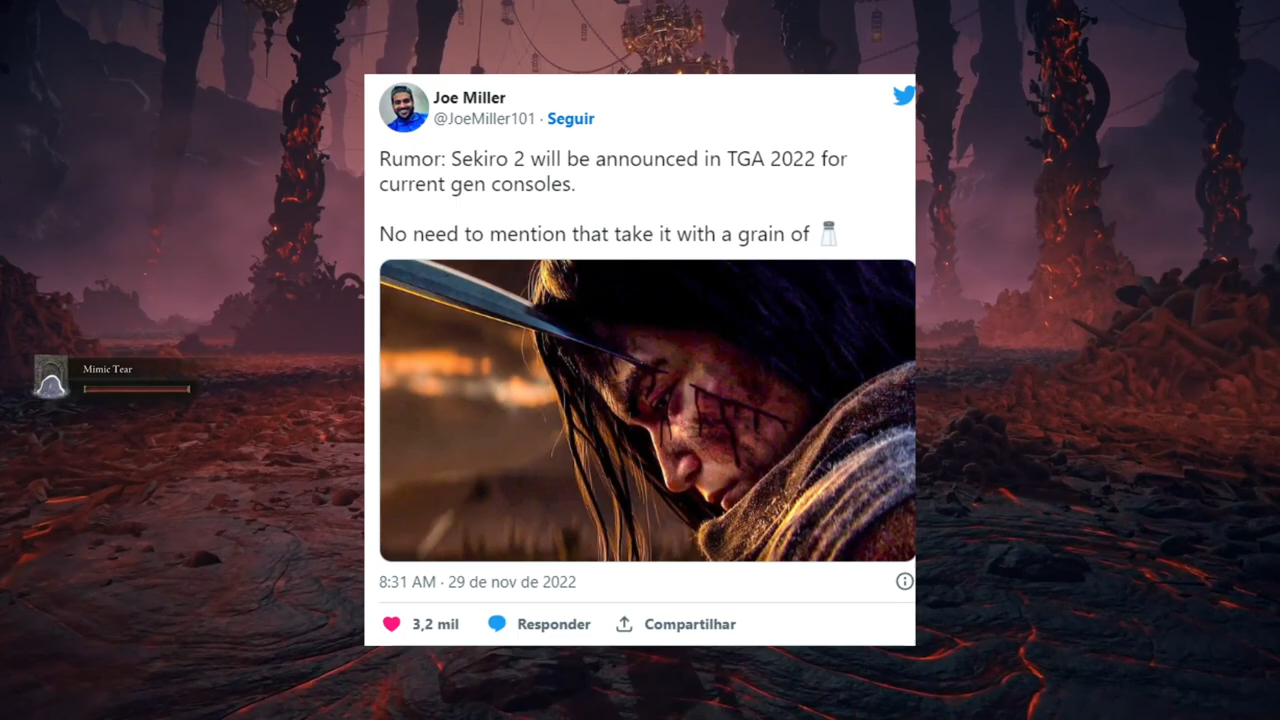 Joe Miller
@JoeMiller101 · Seguir
Rumor: Sekiro 2 will be announced in TGA 2022 for
current gen consoles.
No need to mention that take it with a grain of 🧂
Mimic Tear
8:31 AM · 29 de nov de 2022
3,2 mil Responder Compartilhar